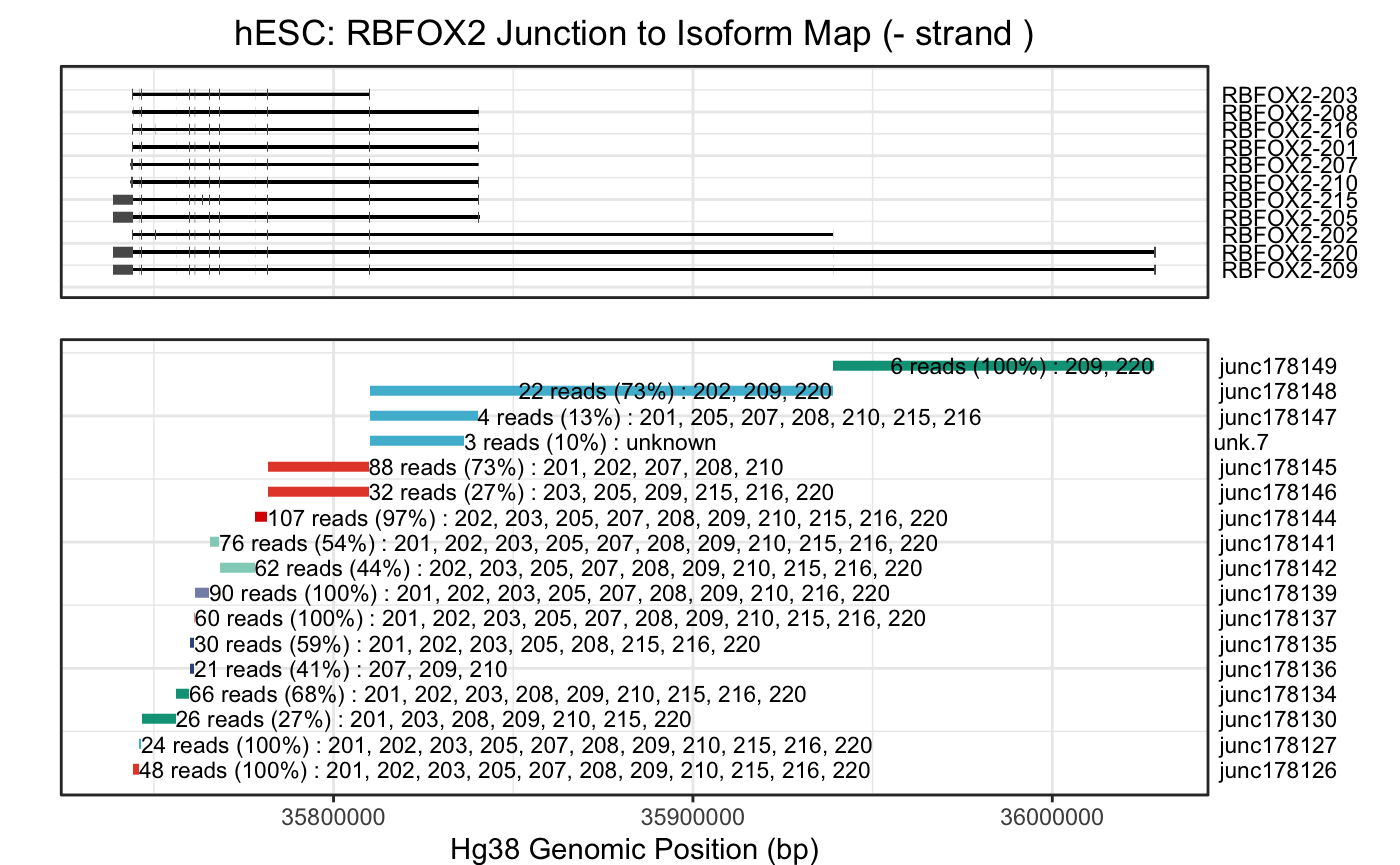 hESC: RBFOX2 Junction to Isoform Map (- strand )
RBFOX2-203
RBFOX2-208
RBFOX2-216
RBFOX2-201
RBFOX2-207
RBFOX2-210
RBFOX2-215
RBFOX2-205
RBFOX2-202
RBFOX2-220
RBFOX2-209
6 reads (100%) : 209, 220 junc178149
22 reads (73%) : 202, 209, 220 junc178148
4 reads (13%) : 201, 205, 207, 208, 210, 215, 216 junc178147
3 reads (10%) : unknown unk.7
88 reads (73%) : 201, 202, 207, 208, 210 junc178145
32 reads (27%) : 203, 205, 209, 215, 216, 220 junc178146
107 reads (97%) : 202, 203, 205, 207, 208, 209, 210, 215, 216, 220 junc178144
76 reads (54%) : 201, 202, 203, 205, 207, 208, 209, 210, 215, 216, 220 junc178141
62 reads (44%) : 202, 203, 205, 207, 208, 209, 210, 215, 216, 220 junc178142
90 reads (100%) : 201, 202, 203, 205, 207, 208, 209, 210, 216, 220 junc178139
60 reads (100%) : 201, 202, 203, 205, 207, 208, 209, 210, 215, 216, 220 junc178137
30 reads (59%) : 201, 202, 203, 205, 208, 215, 216, 220 junc178135
21 reads (41%) : 207, 209, 210 junc178136
66 reads (68%) : 201, 202, 203, 208, 209, 210, 215, 216, 220 junc178134
26 reads (27%) : 201, 203, 208, 209, 210, 215, 220 junc178130
24 reads (100%) : 201, 202, 203, 205, 207, 208, 209, 210, 215, 216, 220 junc178127
48 reads (100%) : 201, 202, 203, 205, 207, 208, 209, 210, 215, 216, 220 junc178126
35800000 35900000 36000000
Hg38 Genomic Position (bp)